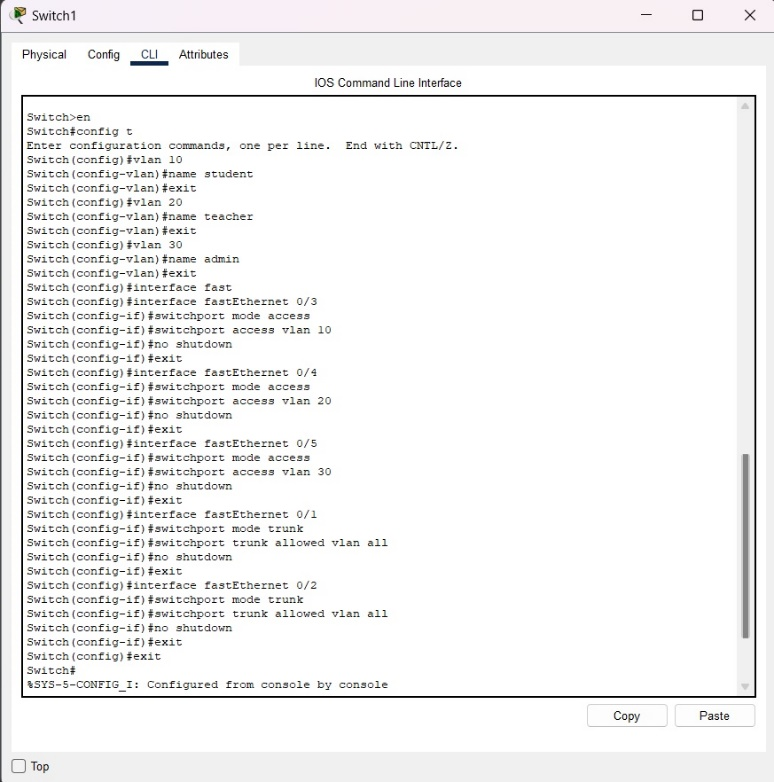 Switch1
Physical Config CLI Attributes
IOS Command Line Interface
Switch>en
Switch#config t
Enter configuration commands, one per line.  End with CNTL/Z.
Switch(config)#vlan 10
Switch(config-vlan)#name student
Switch(config-vlan)#exit
Switch(config)#vlan 20
Switch(config-vlan)#name teacher
Switch(config-vlan)#exit
Switch(config)#vlan 30
Switch(config-vlan)#name admin
Switch(config-vlan)#exit
Switch(config)#interface fast
Switch(config)#interface fastEthernet 0/3
Switch(config-if)#switchport mode access
Switch(config-if)#switchport access vlan 10
Switch(config-if)#no shutdown
Switch(config-if)#exit
Switch(config)#interface fastEthernet 0/4
Switch(config-if)#switchport mode access
Switch(config-if)#switchport access vlan 20
Switch(config-if)#no shutdown
Switch(config-if)#exit
Switch(config)#interface fastEthernet 0/5
Switch(config-if)#switchport mode access
Switch(config-if)#switchport access vlan 30
Switch(config-if)#no shutdown
Switch(config-if)#exit
Switch(config)#interface fastEthernet 0/1
Switch(config-if)#switchport mode trunk
Switch(config-if)#switchport trunk allowed vlan all
Switch(config-if)#no shutdown
Switch(config-if)#exit
Switch(config)#interface fastEthernet 0/2
Switch(config-if)#switchport mode trunk
Switch(config-if)#switchport trunk allowed vlan all
Switch(config-if)#no shutdown
Switch(config-if)#exit
Switch(config)#exit
Switch#
%SYS-5-CONFIG_I: Configured from console by console
Copy Paste
Top